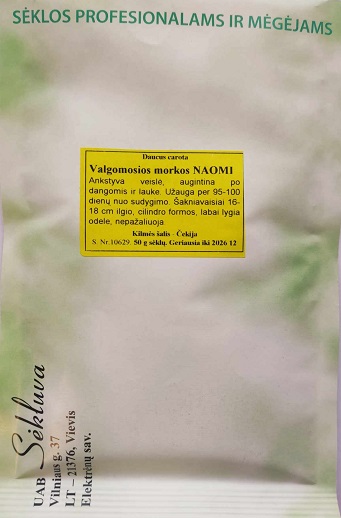 SĖKLOS PROFESIONALAMS IR MĖGĖJAMS
Daucus carota
Valgomosios morkos NAOMI
Ankstyva veislė, augintina po
dangomis ir lauke. Užauga per 95-100
dienų nuo sudygimo. Šakniavaisiai 16-
18 cm ilgio, cilindro formos, labai lygia
odele, nepažaliuoja
Kilmės šalis - Čekija
S. Nr.10629. 50 g sėklų. Geriausia iki 2026 12
UAB Sėkluva
Vilniaus g. 37
LT – 21376, Vievis
Elektrėnų sav.